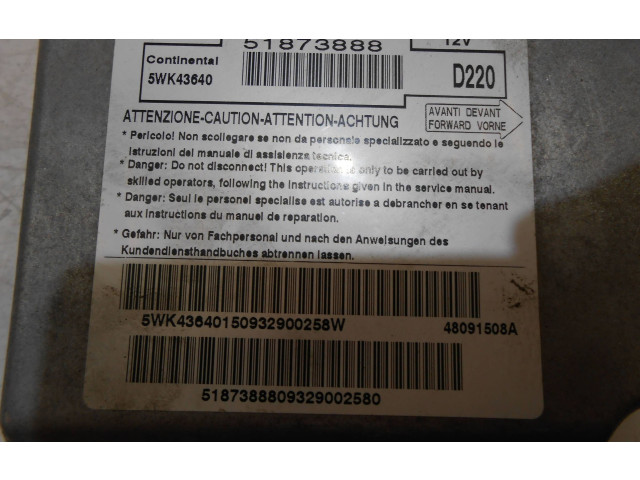 51873888
12V
Continental
5WK43640
D220
ATTENZIONE-CAUTION-ATTENTION-ACHTUNG
AVANTI DEVANT
FORWARD VORNE
* Pericolo! Non scollegare se non da personale specializzato e seguendo le
istruzioni del manuale di assistenza tecnica.
* Danger: Do not disconnect! This operation only to be carried out by
skilled operators, following the instructions given in the service manual.
* Danger: Seul le personel specialise est autorise a debrancher en se tenant
aux instructions du manuel de reparation.
* Gefahr: Nur von Fachpersonal und nach den Anweisungen des
Kundendiensthandbuches abtrennen lassen.
5WK43640150932900258W
48091508A
5187388809329002580